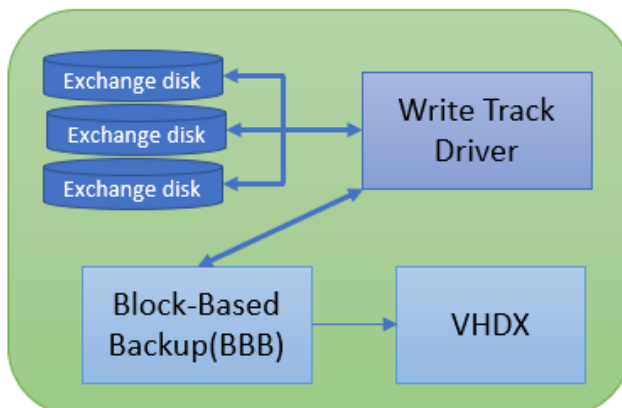 Exchange disk
Exchange disk
Exchange disk
Write Track
Driver
Block-Based
Backup(BBB)
VHDX